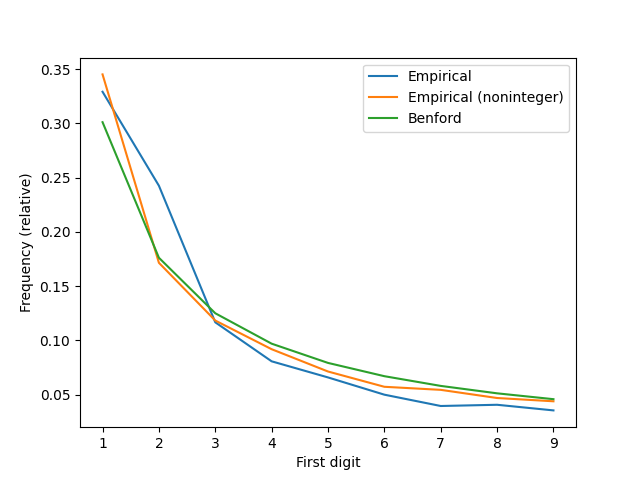 0.35
0.30
0.25
0.20
0.15
0.10
0.05
Frequency (relative)
Empirical
Empirical (noninteger)
Benford
1 2 3 4 5 6 7 8 9
First digit